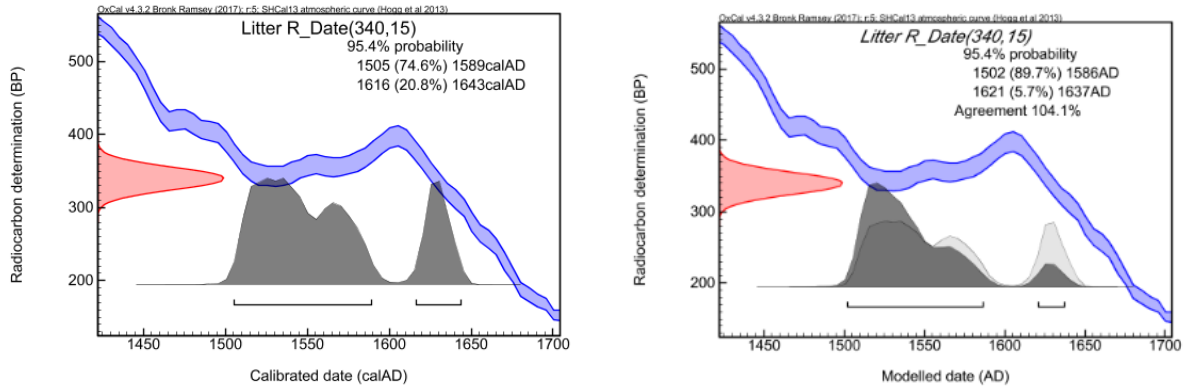 OxCal v4.3.2 Bronk Ramsey (2017); r:5; SHCal13 atmospheric curve (Hogg et al 2013)
Litter R_Date(340,15)
95.4% probability
1505 (74.6%) 1589calAD
1616 (20.8%) 1643calAD
Radiocarbon determination (BP)
500
400
300
200
1450 1500 1550 1600 1650 1700
Calibrated date (calAD)
OxCal v4.3.2 Bronk Ramsey (2017); r:5; SHCal13 atmospheric curve (Hogg et al 2013)
Litter R_Date(340,15)
95.4% probability
1502 (89.7%) 1586AD
1621 (5.7%) 1637AD
Agreement 104.1%
Radiocarbon determination (BP)
500
400
300
200
1450 1500 1550 1600 1650 1700
Modelled date (AD)